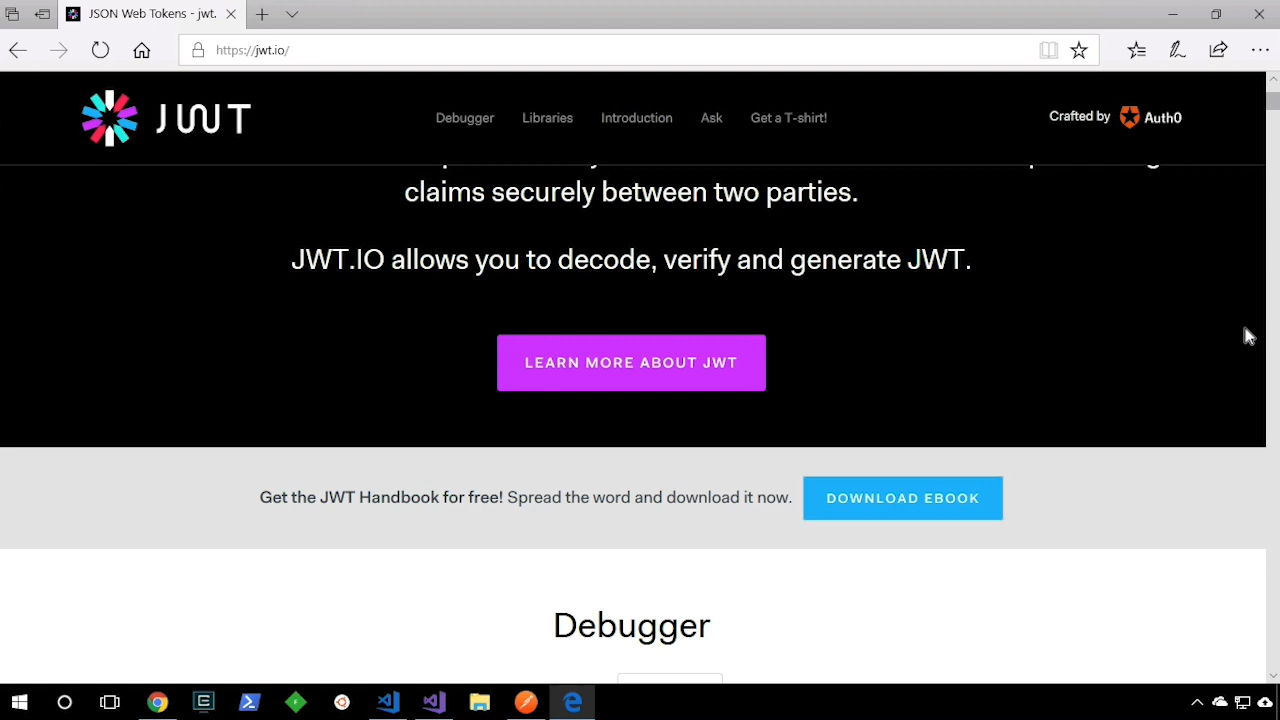 JSON Web Tokens - jwt.
https://jwt.io/
JWT
Debugger
Libraries
Introduction
Ask
Get a T-shirt!
Crafted by Auth0
claims securely between two parties.
JWT.IO allows you to decode, verify and generate JWT.
LEARN MORE ABOUT JWT
Get the JWT Handbook for free! Spread the word and download it now.
DOWNLOAD EBOOK
Debugger